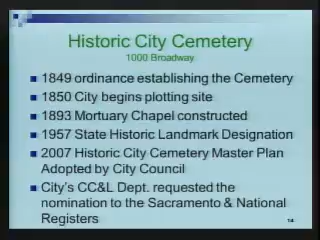 Historic City Cemetery
1000 Broadway
1849 ordinance establishing the Cemetery
1850 City begins plotting site
1893 Mortuary Chapel constructed
1957 State Historic Landmark Designation
2007 Historic City Cemetery Master Plan
Adopted by City Council
City's CC&L Dept. requested the
nomination to the Sacramento & National
Registers